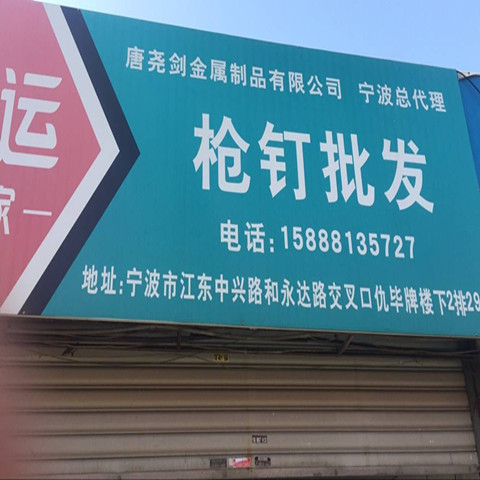 唐尧剑金属制品有限公司 宁波总代理
枪钉批发
电话:15888135727
地址:宁波市江东中兴路和永达路交叉口仇毕牌楼下2排29
运
家一